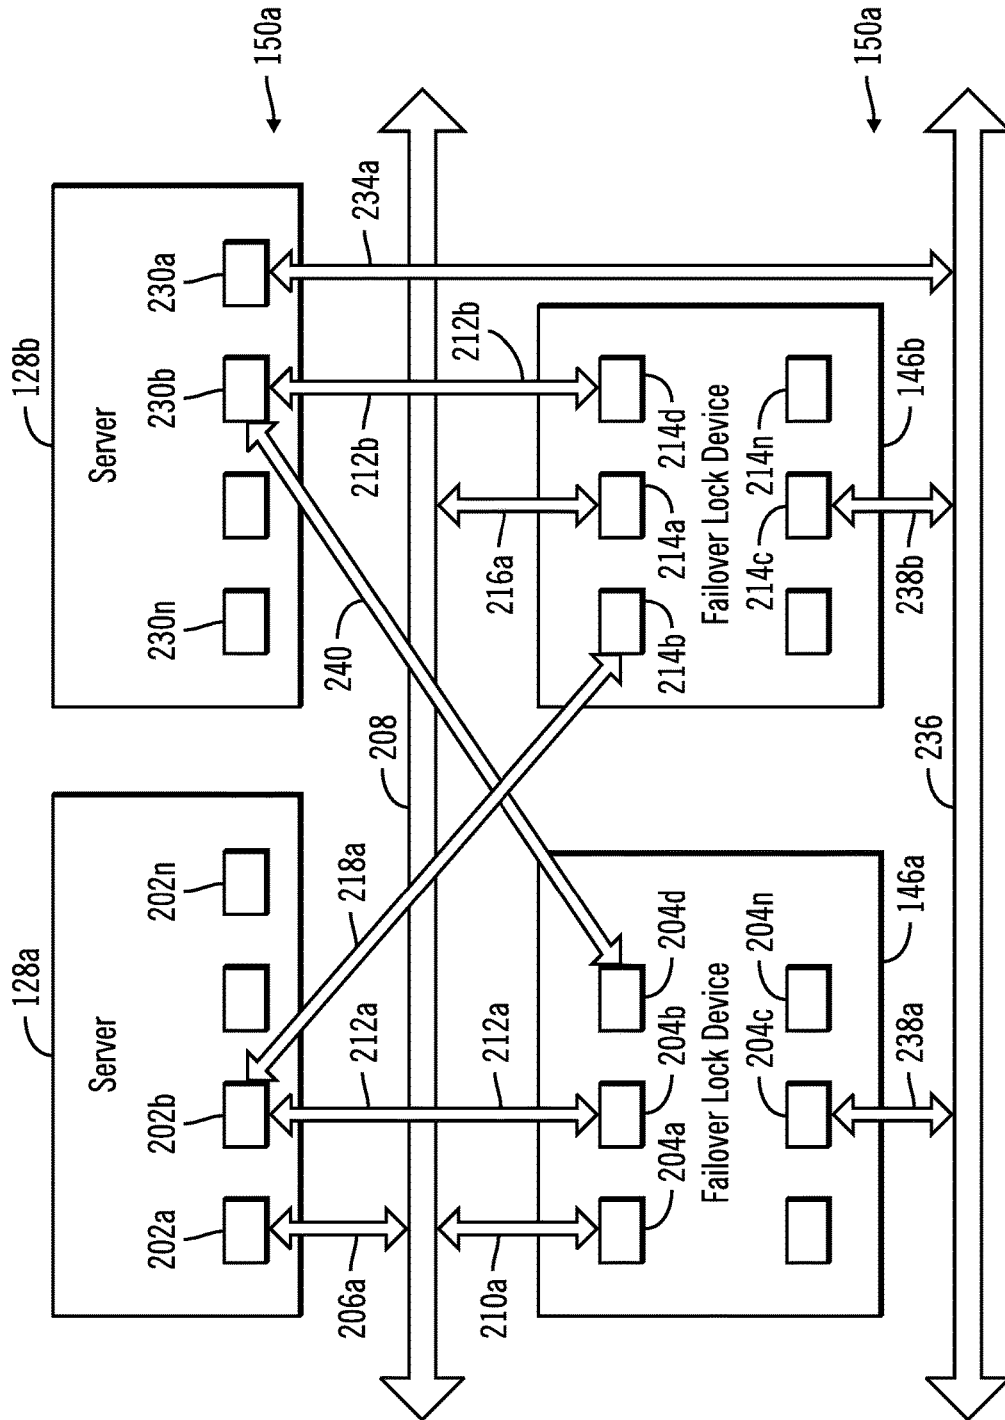 128a
128b
Server
Server
202a
202b
202n
230n
230b
230a
150a
206a
212a
218a
208
240
212b
234a
210a
212a
216a
212b
204a
204b
204d
214b
214a
214d
Failover Lock Device
Failover Lock Device
204c
204n
214c
214n
238a
146a
236
238b
146b
150a